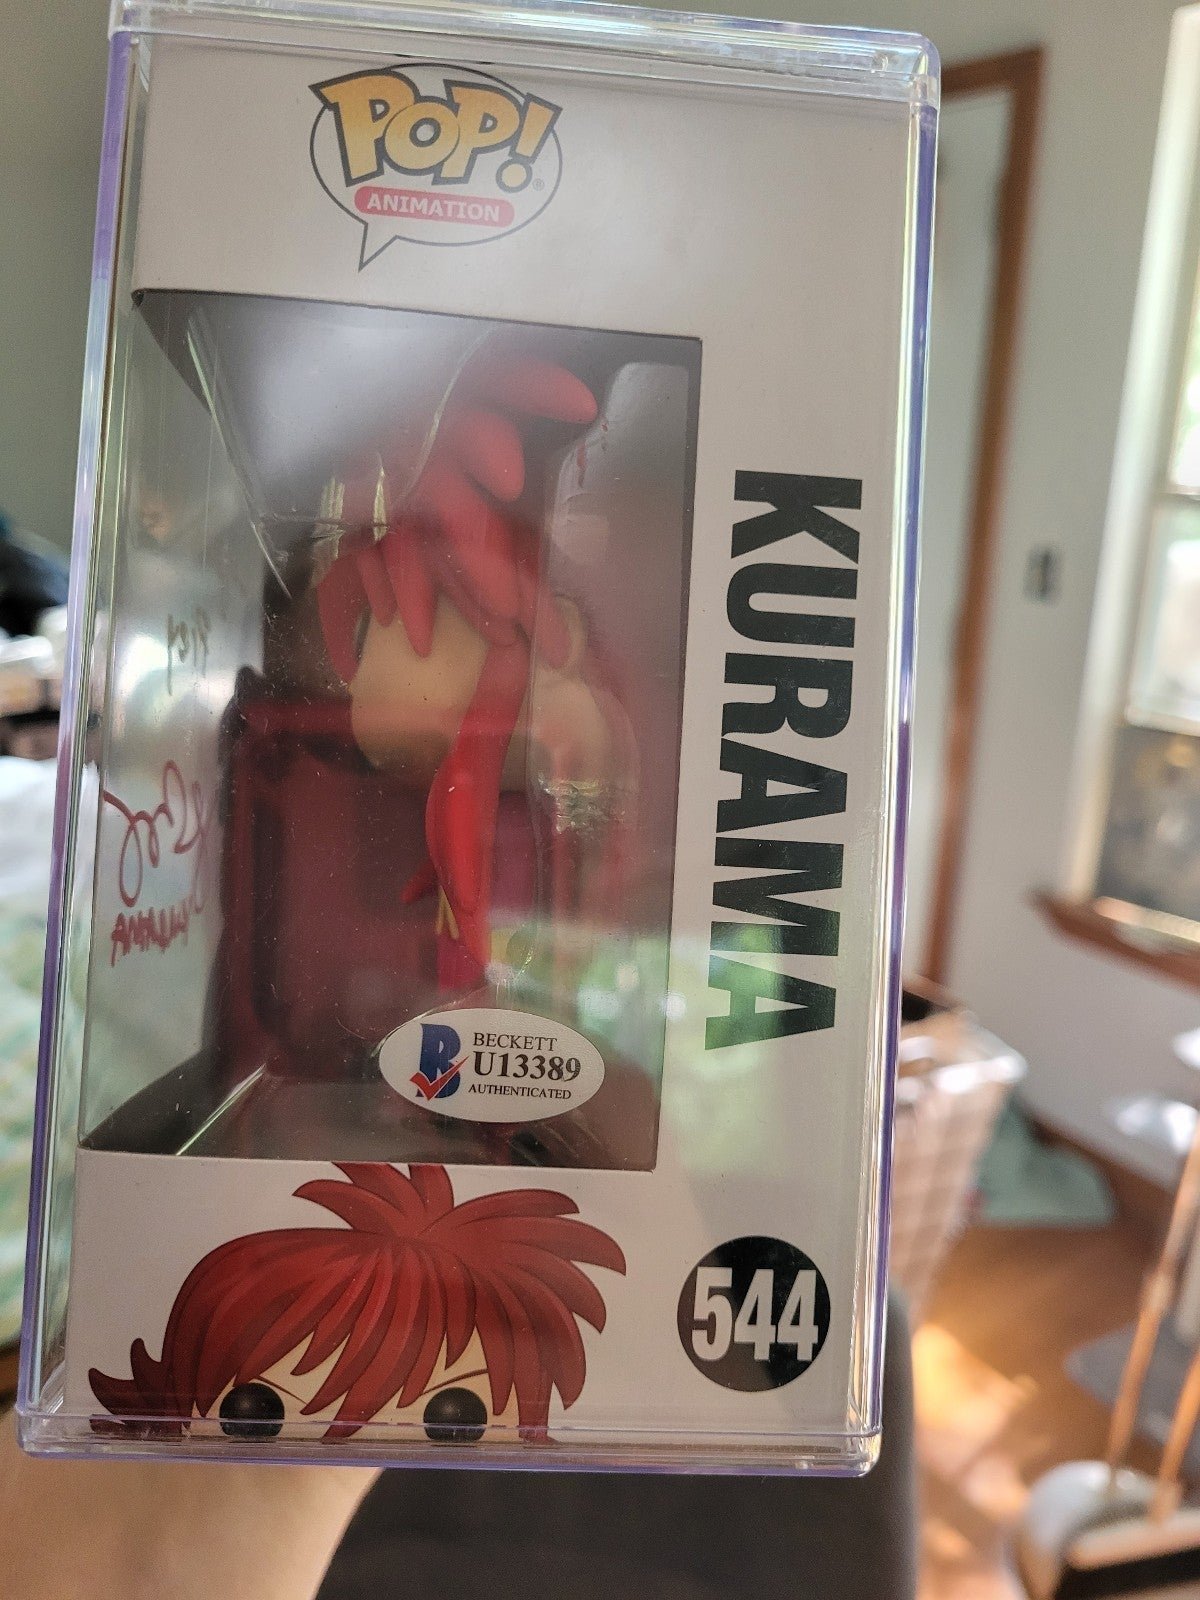 POP!
ANIMATION
KURAMA
BECKETT
U13389
AUTHENTICATED
544